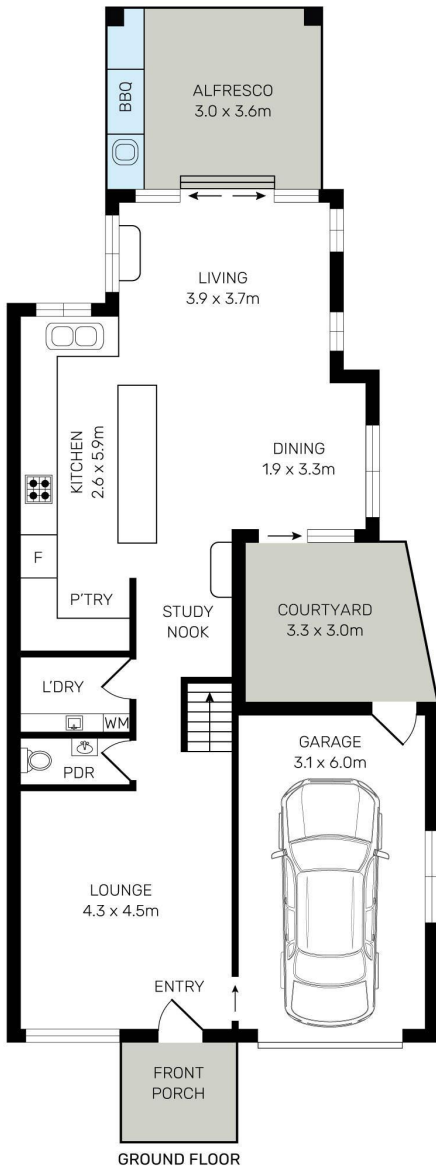 BBQ
ALFRESCO
3.0 x 3.6m
LIVING
3.9 x 3.7m
KITCHEN
2.6 x 5.9m
DINING
1.9 x 3.3m
F
P'TRY
STUDY
NOOK
COURTYARD
3.3 x 3.0m
L'DRY
WM
PDR
GARAGE
3.1 x 6.0m
LOUNGE
4.3 x 4.5m
ENTRY
FRONT
PORCH
GROUND FLOOR